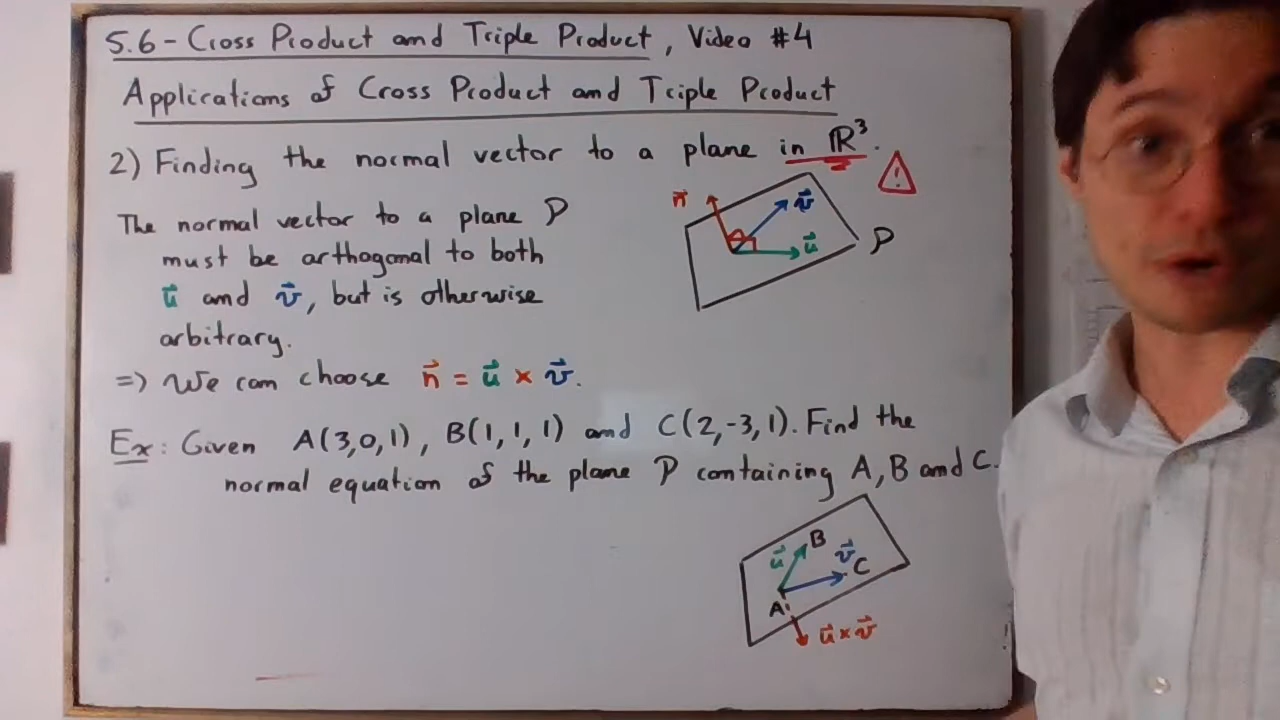 5.6 - Cross Product and Triple Product, Video #4
Applications of Cross Product and Triple Product
2) Finding the normal vector to a plane in ℝ³.
!
n⃗
v⃗
u⃗
P
The normal vector to a plane P
must be orthogonal to both
u⃗ and v⃗, but is otherwise
arbitrary.
=> We can choose n⃗ = u⃗ × v⃗.
Ex: Given A(3,0,1), B(1,1,1) and C(2,-3,1). Find the
normal equation of the plane P containing A, B and C.
u⃗
B
v⃗
C
A
u⃗ × v⃗